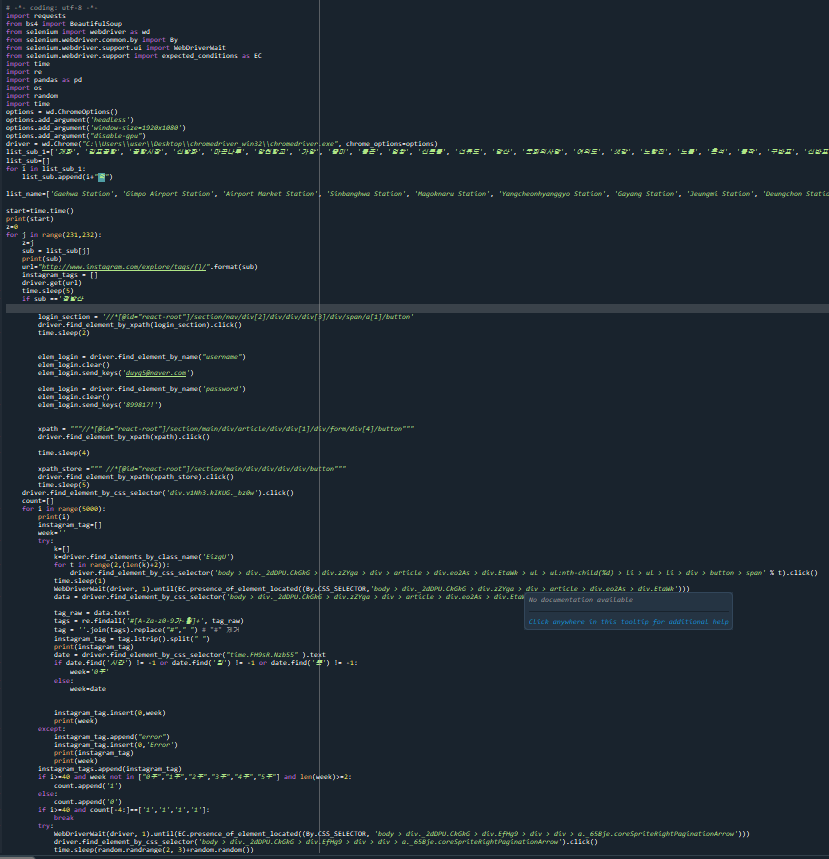 # -*- coding: utf-8 -*-
import requests
from bs4 import BeautifulSoup
from selenium import webdriver as wd
from selenium.webdriver.common.by import By
from selenium.webdriver.support.ui import WebDriverWait
from selenium.webdriver.support import expected_conditions as EC
import time
import re
import pandas as pd
import os
import random
import time
options = wd.ChromeOptions()
options.add_argument('headless')
options.add_argument('window-size=1920x1080')
options.add_argument("disable-gpu")
driver = wd.Chrome("C:\\Users\\user\\Desktop\\chromedriver_win32\\chromedriver.exe", chrome_options=options)
list_sub_1=['개화', '김포공항', '공항시장', '신방화', '마곡나루', '양천향교', '가양', '증미', '등촌', '염창', '신목동', '선유도', '당산', '국회의사당', '여의도', '샛강', '노량진', '노들', '흑석', '동작', '구반포', '신반포
list_sub=[]
for i in list_sub_1:
list_sub.append(i+"역")
list_name=['Gaehwa Station', 'Gimpo Airport Station', 'Airport Market Station', 'Sinbanghwa Station', 'Magoknaru Station', 'Yangcheonhyanggyo Station', 'Gayang Station', 'Jeungmi Station', 'Deungchon Static
start=time.time()
print(start)
z=0
for j in range(231,232):
z=j
sub = list_sub[j]
print(sub)
url="http://www.instagram.com/explore/tags/{}/".format(sub)
instagram_tags = []
driver.get(url)
time.sleep(5)
if sub =='
login_section = '//*[@id="react-root"]/section/nav/div[2]/div/div/div[3]/div/span/a[1]/button'
driver.find_element_by_xpath(login_section).click()
time.sleep(2)
elem_login = driver.find_element_by_name("username")
elem_login.clear()
elem_login.send_keys('duyg5@naver.com')
elem_login = driver.find_element_by_name('password')
elem_login.clear()
elem_login.send_keys('899817!')
xpath = """//*[@id="react-root"]/section/main/div/article/div/div[1]/div/form/div[4]/button"""
driver.find_element_by_xpath(xpath).click()
time.sleep(4)
xpath_store =""" //*[@id="react-root"]/section/main/div/div/div/div/button"""
driver.find_element_by_xpath(xpath_store).click()
time.sleep(5)
driver.find_element_by_css_selector('div.v1Nh3.kIKUG._bz0w').click()
count=[]
for i in range(5000):
print(i)
instagram_tag=[]
week=''
try:
k=[]
k=driver.find_elements_by_class_name('EizgU')
for t in range(2,(len(k)+2)):
driver.find_element_by_css_selector('body > div._2dDPU.CkGkG > div.zZYga > div > article > div.eo2As > div.EtaWk > ul > ul:nth-child(%d) > li > ul > li > div > button > span' % t).click()
time.sleep(1)
WebDriverWait(driver, 1).until(EC.presence_of_element_located((By.CSS_SELECTOR,'body > div._2dDPU.CkGkG > div.zZYga > div > article > div.eo2As > div.EtaWk')))
data = driver.find_element_by_css_selector('body > div._2dDPU.CkGkG > div.zZYga > div > article > div.eo2As > div.Eta
No documentation available
Click anywhere in this tooltip for additional help
tag_raw = data.text
tags = re.findall('#[A-Za-z0-9가-힣]+', tag_raw)
tag = ''.join(tags).replace("#"," ") # "#" 제거
instagram_tag = tag.lstrip().split(" ")
print(instagram_tag)
date = driver.find_element_by_css_selector("time.FH9sR.Nzb55" ).text
if date.find('시간') != -1 or date.find('일') != -1 or date.find('분') != -1:
week='0주'
else:
week=date
instagram_tag.insert(0,week)
print(week)
except:
instagram_tag.append("error")
instagram_tag.insert(0,'Error')
print(instagram_tag)
print(week)
instagram_tags.append(instagram_tag)
if i>=40 and week not in ["0주","1주","2주","3주","4주","5주"] and len(week)>=2:
count.append('1')
else:
count.append('0')
if i>=40 and count[-4:]==['1','1','1','1']:
break
try:
WebDriverWait(driver, 1).until(EC.presence_of_element_located((By.CSS_SELECTOR, 'body > div._2dDPU.CkGkG > div.EfHg9 > div > div > a._65Bje.coreSpriteRightPaginationArrow')))
driver.find_element_by_css_selector('body > div._2dDPU.CkGkG > div.EfHg9 > div > div > a._65Bje.coreSpriteRightPaginationArrow').click()
time.sleep(random.randrange(2, 3)+random.random())